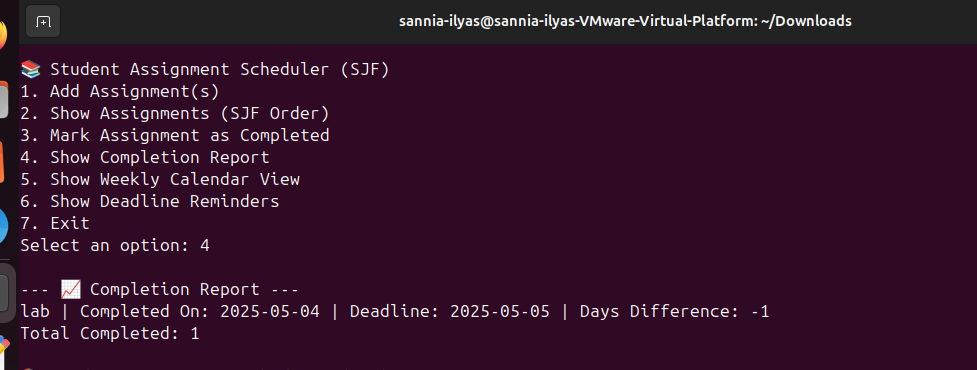 sannia-ilyas@sannia-ilyas-VMware-Virtual-Platform: ~/Downloads
📚 Student Assignment Scheduler (SJF)
1. Add Assignment(s)
2. Show Assignments (SJF Order)
3. Mark Assignment as Completed
4. Show Completion Report
5. Show Weekly Calendar View
6. Show Deadline Reminders
7. Exit
Select an option: 4
--- 📈 Completion Report ---
lab | Completed On: 2025-05-04 | Deadline: 2025-05-05 | Days Difference: -1
Total Completed: 1